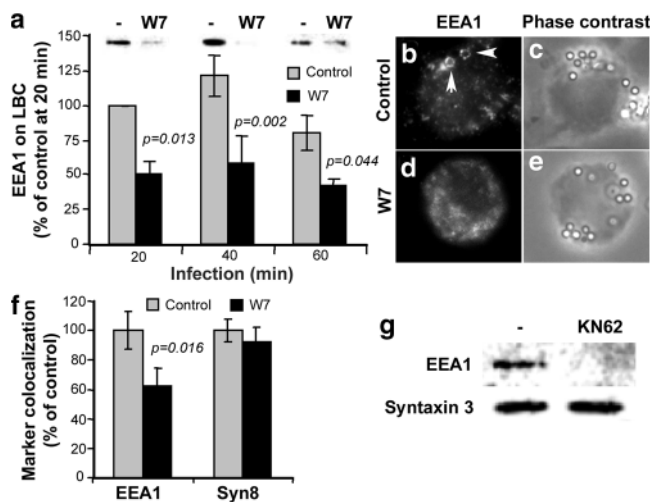 a
- W7 - W7 - W7
EEA1 on LBC
(% of control at 20 min)
150
125
100
75
50
25
0
Control
W7
p=0.013
p=0.002
p=0.044
20 40 60
Infection (min)
EEA1 Phase contrast
Control
b c
W7
d e
f
Marker colocalization
(% of control)
120
100
80
60
40
20
0
Control W7
p=0.016
EEA1 Syn8
g
- KN62
EEA1
Syntaxin 3